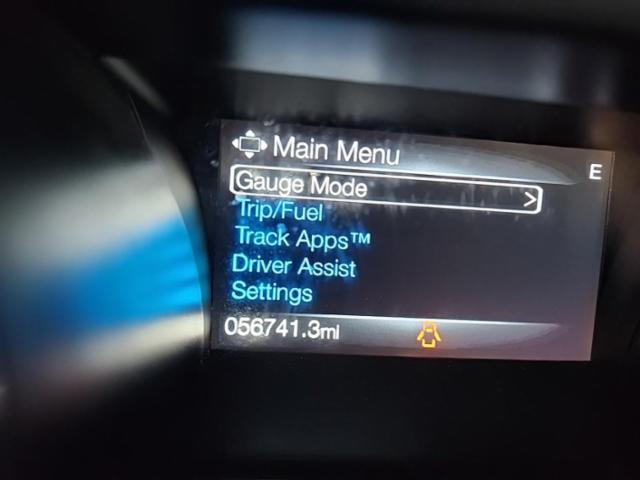 Main Menu
E
Gauge Mode >
Trip/Fuel
Track Apps™
Driver Assist
Settings
056741.3mi